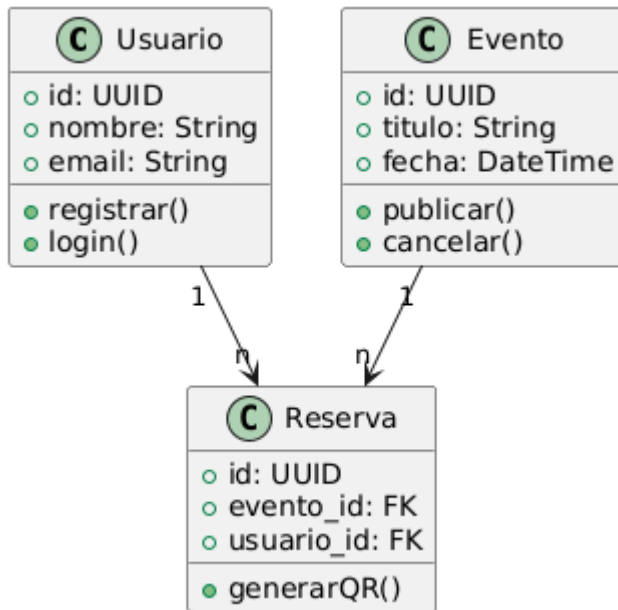 C Usuario
id: UUID
nombre: String
email: String
registrar()
login()
C Evento
id: UUID
titulo: String
fecha: DateTime
publicar()
cancelar()
1
n
1
n
C Reserva
id: UUID
evento_id: FK
usuario_id: FK
generarQR()